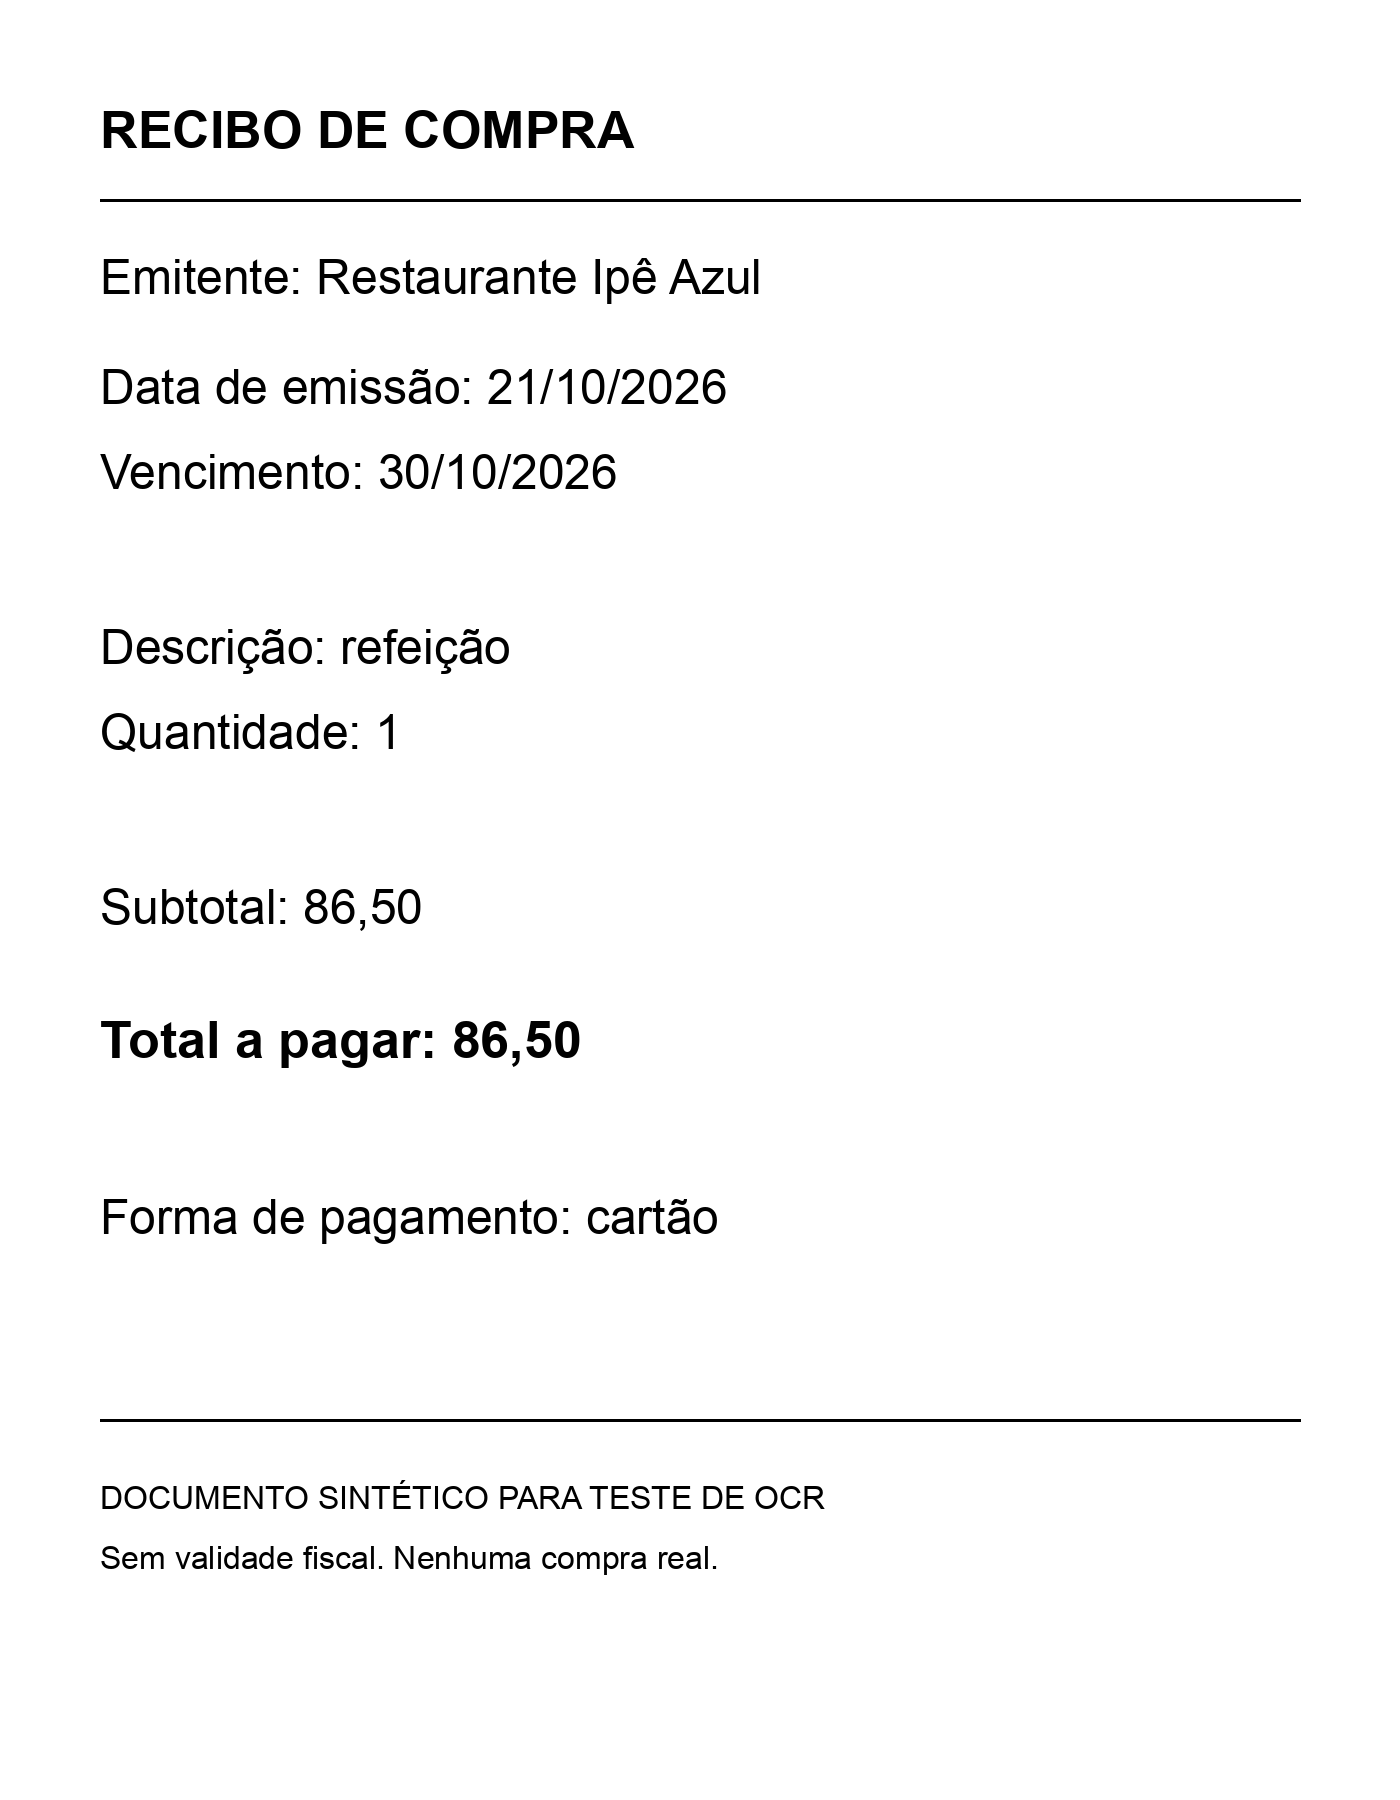 RECIBO DE COMPRA
Emitente: Restaurante Ipê Azul
Data de emissão: 21/10/2026
Vencimento: 30/10/2026
Descrição: refeição
Quantidade: 1
Subtotal: 86,50
Total a pagar: 86,50
Forma de pagamento: cartão
DOCUMENTO SINTÉTICO PARA TESTE DE OCR
Sem validade fiscal. Nenhuma compra real.